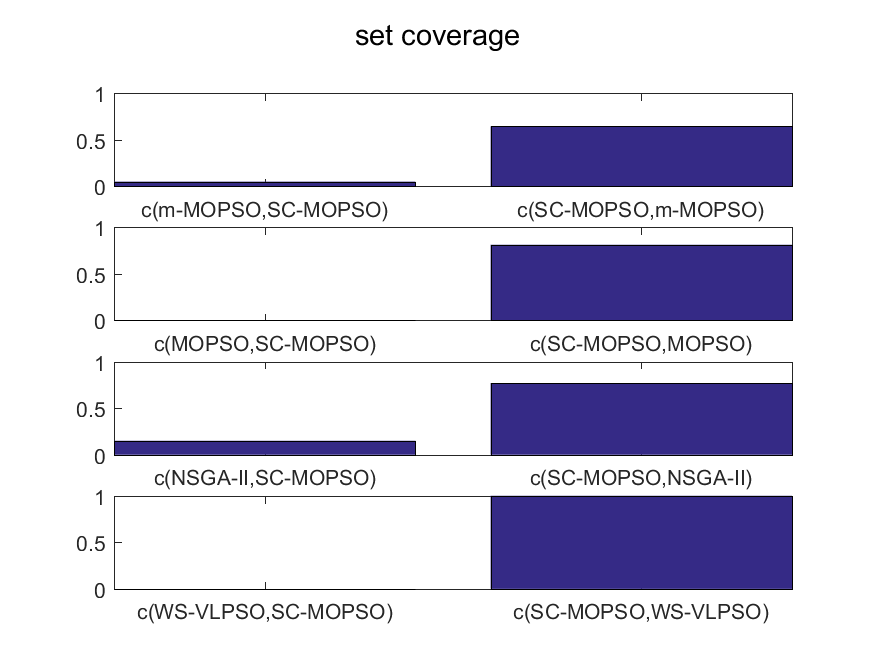 set coverage
1
0.5
0
c(m-MOPSO,SC-MOPSO) c(SC-MOPSO,m-MOPSO)
1
0.5
0
c(MOPSO,SC-MOPSO) c(SC-MOPSO,MOPSO)
1
0.5
0
c(NSGA-II,SC-MOPSO) c(SC-MOPSO,NSGA-II)
1
0.5
0
c(WS-VLPSO,SC-MOPSO) c(SC-MOPSO,WS-VLPSO)